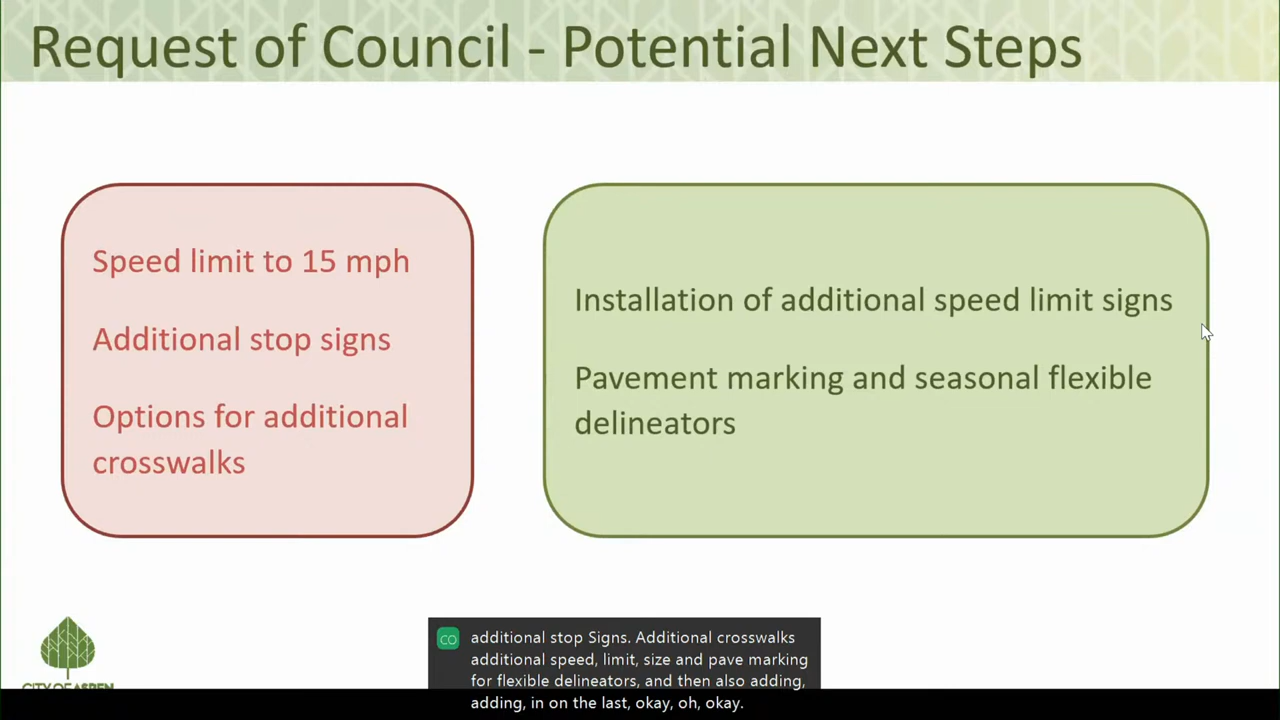 Request of Council - Potential Next Steps
Speed limit to 15 mph
Additional stop signs
Options for additional
crosswalks
Installation of additional speed limit signs
Pavement marking and seasonal flexible
delineators
CITY OF ASPEN
CO
additional stop Signs. Additional crosswalks
additional speed, limit, size and pave marking
for flexible delineators, and then also adding,
adding, in on the last, okay, oh, okay.